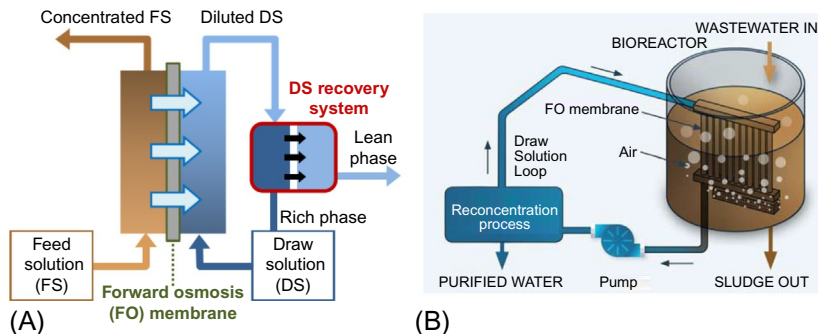 Concentrated FS
Diluted DS
DS recovery
system
Lean
phase
Rich phase
Feed
solution
(FS)
Draw
solution
(DS)
Forward osmosis
(FO) membrane
(A)
WASTEWATER IN
BIOREACTOR
FO membrane
Air
Draw
Solution
Loop
Reconcentration
process
PURIFIED WATER
Pump
SLUDGE OUT
(B)